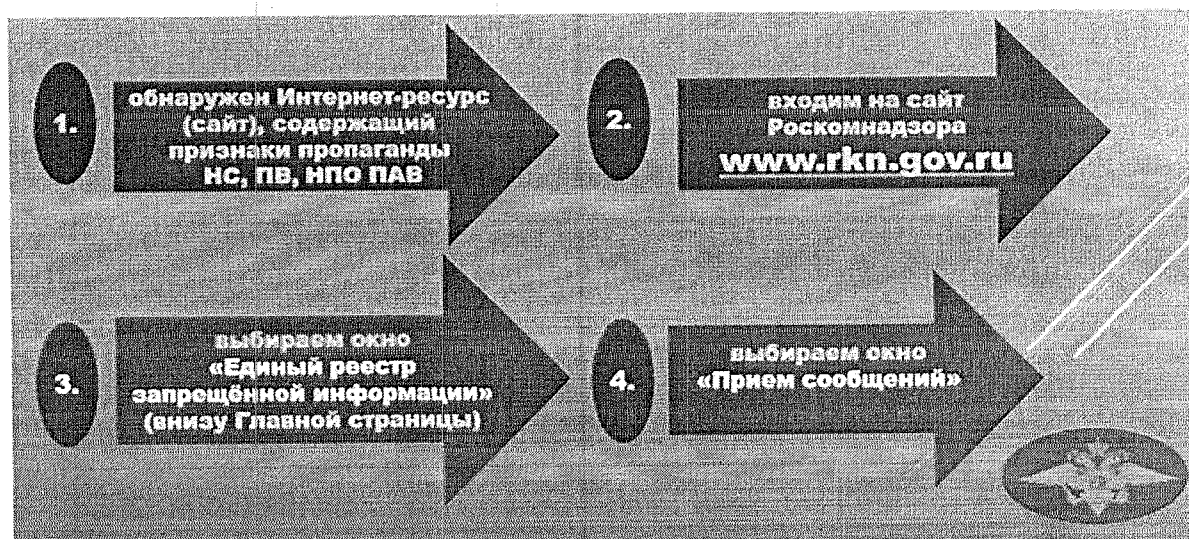 1.
обнаружен Интернет-ресурс
(сайт), содержащий
признаки пропаганды
НС, ПВ, НПО ПАВ
2.
входим на сайт
Роскомнадзора
www.rkn.gov.ru
3.
выбираем окно
«Единый реестр
запрещённой информации»
(внизу Главной страницы)
4.
выбираем окно
«Прием сообщений»